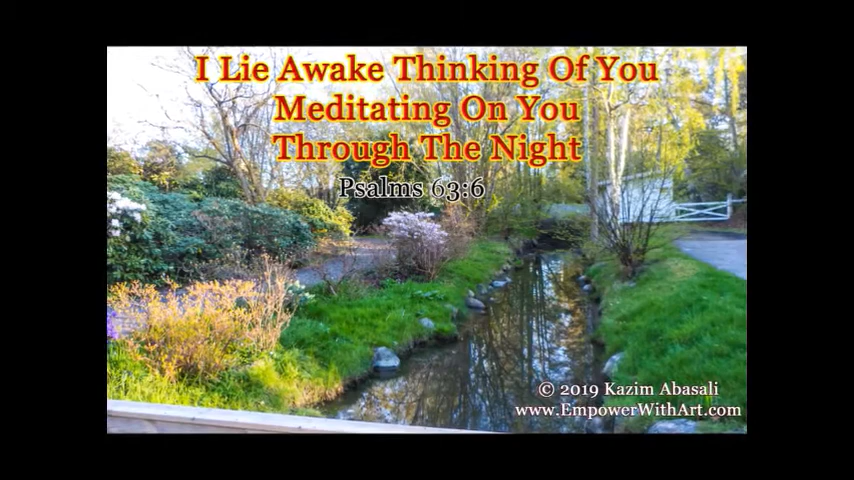 I Lie Awake Thinking Of You
Meditating On You
Through The Night
Psalms 63:6
© 2019 Kazim Abasali
www.EmpowerWithArt.com